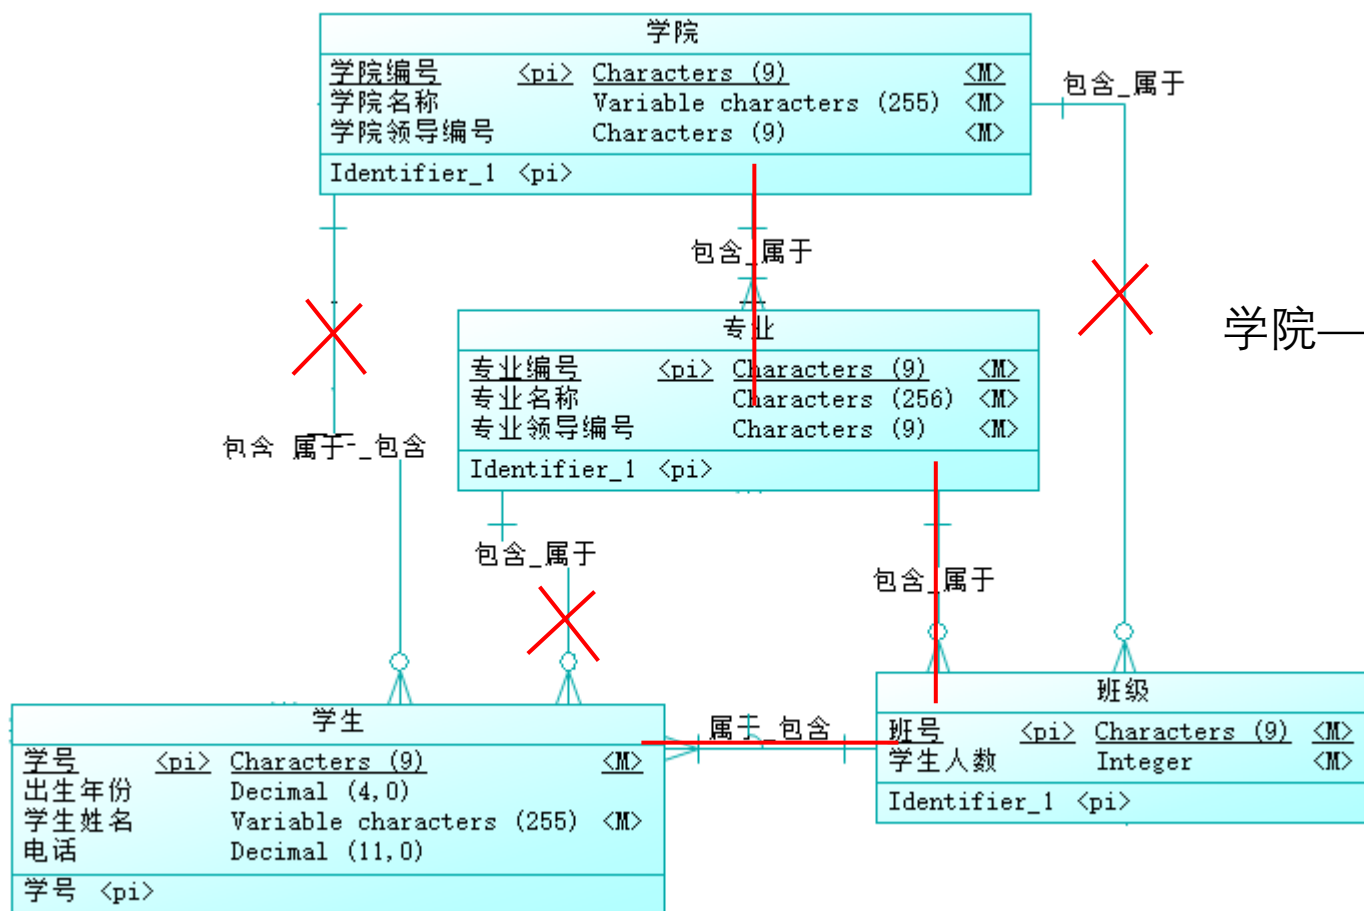 学院
学院编号 <pi> Characters (9) <M>
学院名称 Variable characters (255) <M>
学院领导编号 Characters (9) <M>
Identifier_1 <pi>
包含_属于
包含_属于
学院—
专业
专业编号 <pi> Characters (9) <M>
专业名称 Characters (256) <M>
专业领导编号 Characters (9) <M>
Identifier_1 <pi>
包含 属于-_包含
包含_属于
包含_属于
学生
学号 <pi> Characters (9) <M>
出生年份 Decimal (4,0)
学生姓名 Variable characters (255) <M>
电话 Decimal (11,0)
学号 <pi>
属于_包含
班级
班号 <pi> Characters (9) <M>
学生人数 Integer <M>
Identifier_1 <pi>